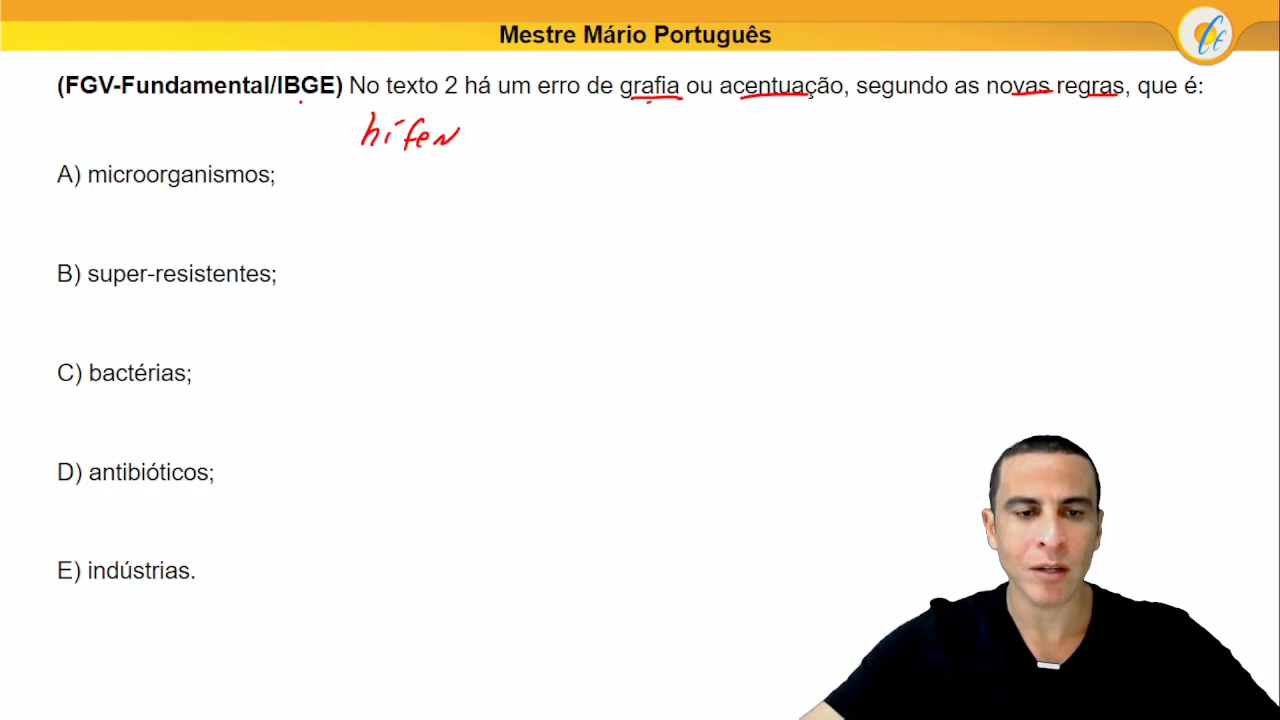 Mestre Mário Português
(FGV-Fundamental/IBGE) No texto 2 há um erro de grafia ou acentuação, segundo as novas regras, que é:
hífen
A) microorganismos;
B) super-resistentes;
C) bactérias;
D) antibióticos;
E) indústrias.